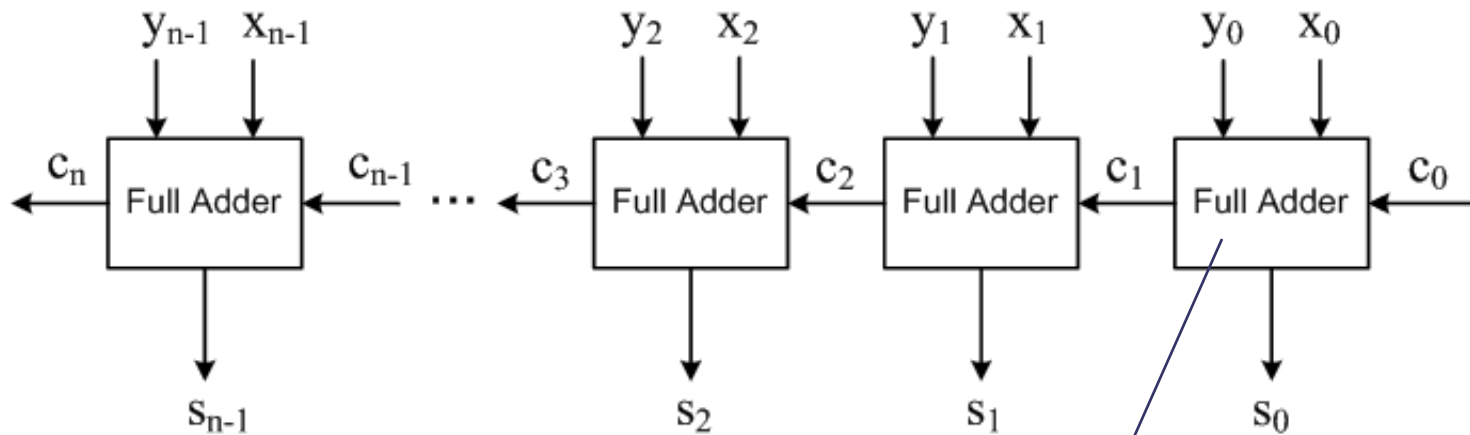 yₙ₋₁ xₙ₋₁ y₂ x₂ y₁ x₁ y₀ x₀
cₙ Full Adder cₙ₋₁ ... c₃ Full Adder c₂ Full Adder c₁ Full Adder c₀
sₙ₋₁ s₂ s₁ s₀